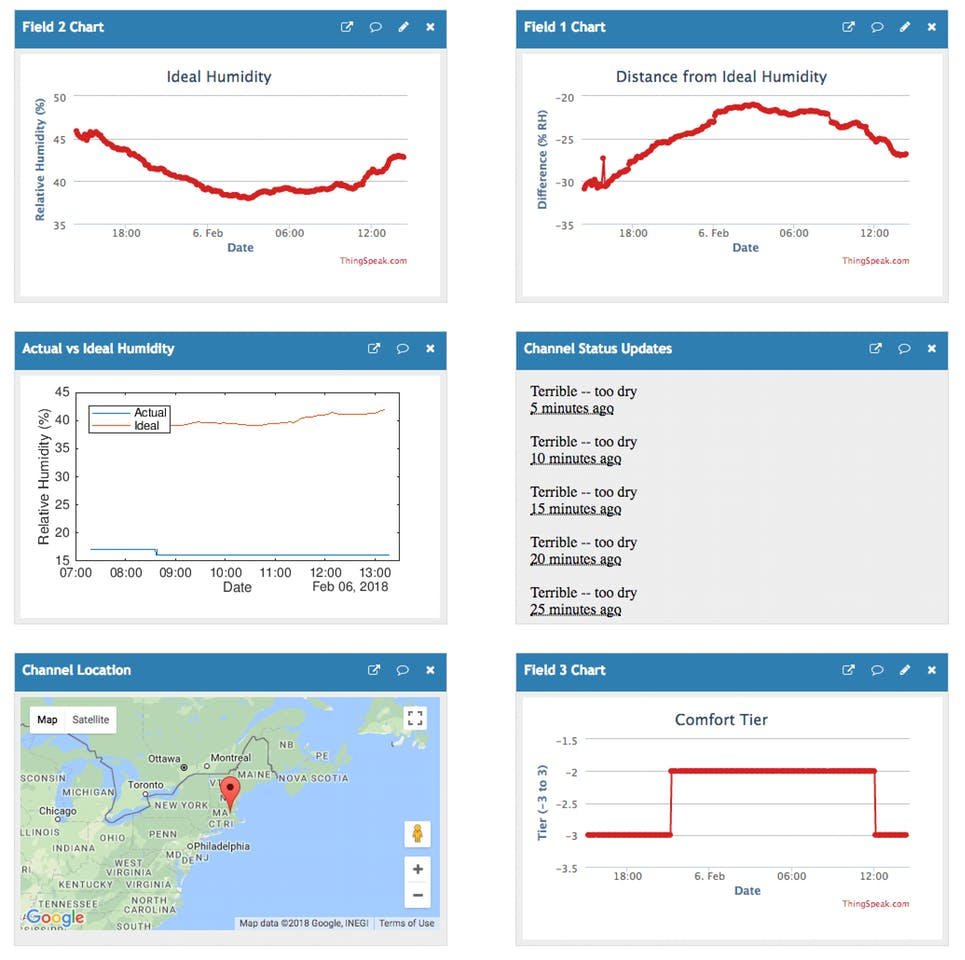 Field 2 Chart
Ideal Humidity
Relative Humidity (%)
50
45
40
35
18:00 6. Feb 06:00 12:00
Date
ThingSpeak.com
Field 1 Chart
Distance from Ideal Humidity
Difference (% RH)
-20
-25
-30
-35
18:00 6. Feb 06:00 12:00
Date
ThingSpeak.com
Actual vs Ideal Humidity
Relative Humidity (%)
45
40
35
30
25
20
15
Actual
Ideal
07:00 08:00 09:00 10:00 11:00 12:00 13:00
Date Feb 06, 2018
Channel Status Updates
Terrible -- too dry
5 minutes ago
Terrible -- too dry
10 minutes ago
Terrible -- too dry
15 minutes ago
Terrible -- too dry
20 minutes ago
Terrible -- too dry
25 minutes ago
Channel Location
Map Satellite
NB
Ottawa Montreal PE
VT MAINE NOVA SCOTIA
SCONSIN
MICHIGAN Toronto
NEW YORK
Chicago MA
CTRI
LLINOIS OHIO PENN
INDIANA Philadelphia
MD DE NJ
WEST
VIRGINIA
KENTUCKY VIRGINIA
TENNESSEE NORTH
CAROLINA
Google SOUTH
Map data ©2018 Google, INEGI Terms of Use
Field 3 Chart
Comfort Tier
Tier (-3 to 3)
-1.5
-2
-2.5
-3
-3.5
18:00 6. Feb 06:00 12:00
Date
ThingSpeak.com